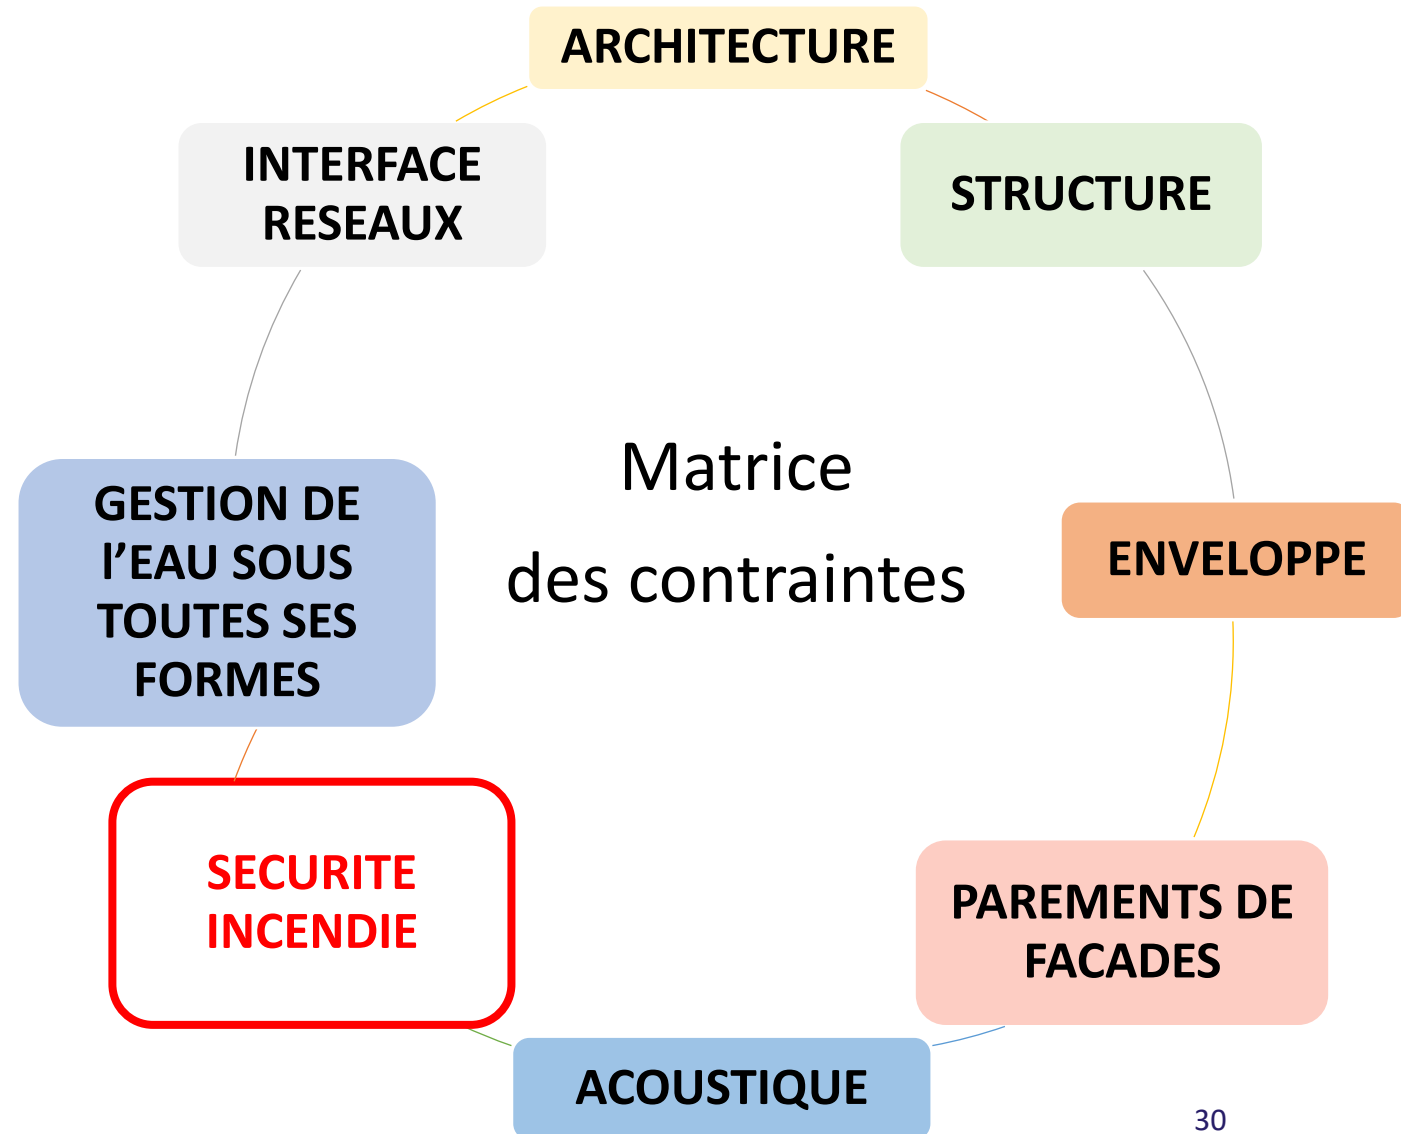 ARCHITECTURE
INTERFACE
RESEAUX
STRUCTURE
Matrice
des contraintes
GESTION DE
l’EAU SOUS
TOUTES SES
FORMES
ENVELOPPE
SECURITE
INCENDIE
PAREMENTS DE
FACADES
ACOUSTIQUE
30